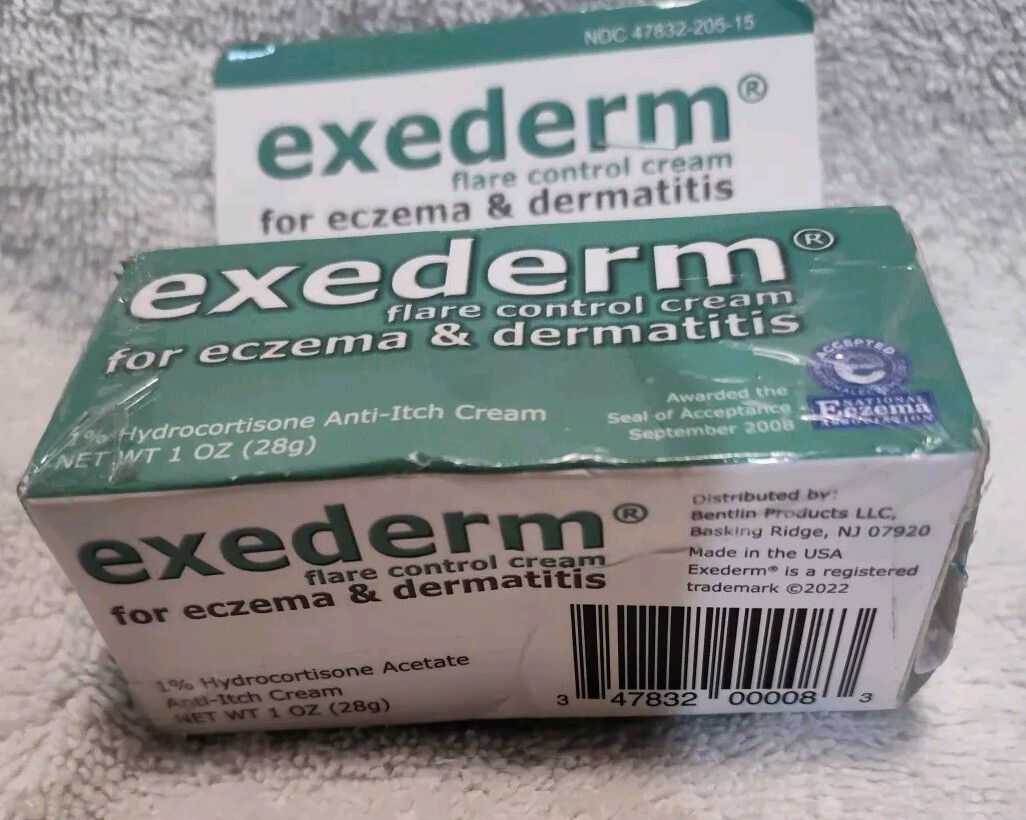 NDC 47832-205-15
exederm®
flare control cream
for eczema & dermatitis
exederm®
flare control cream
for eczema & dermatitis
1% Hydrocortisone Anti-Itch Cream
NET WT 1 OZ (28g)
Awarded the
Seal of Acceptance
September 2008
ACCEPTED
NATIONAL
Eczema
ASSOCIATION
exederm®
flare control cream
for eczema & dermatitis
1% Hydrocortisone Acetate
Anti-Itch Cream
NET WT 1 OZ (28g)
Distributed by:
Bentlin Products LLC,
Basking Ridge, NJ 07920
Made in the USA
Exederm® is a registered
trademark ©2022
3 47832 00008 3